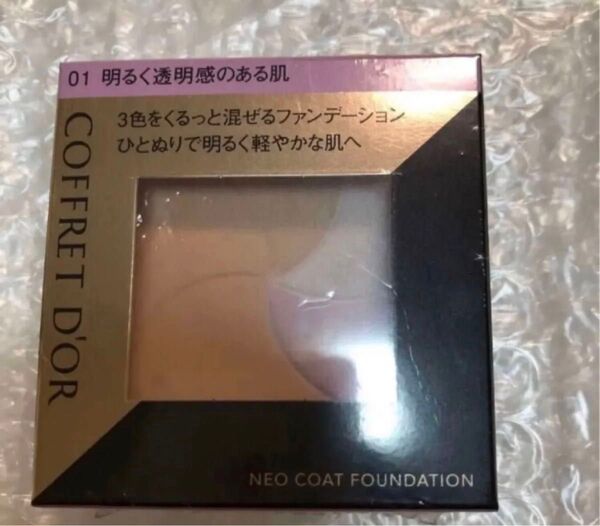 01 明るく透明感のある肌
3色をくるっと混ぜるファンデーション
ひとぬりで明るく軽やかな肌へ
COFFRET D'OR
NEO COAT FOUNDATION